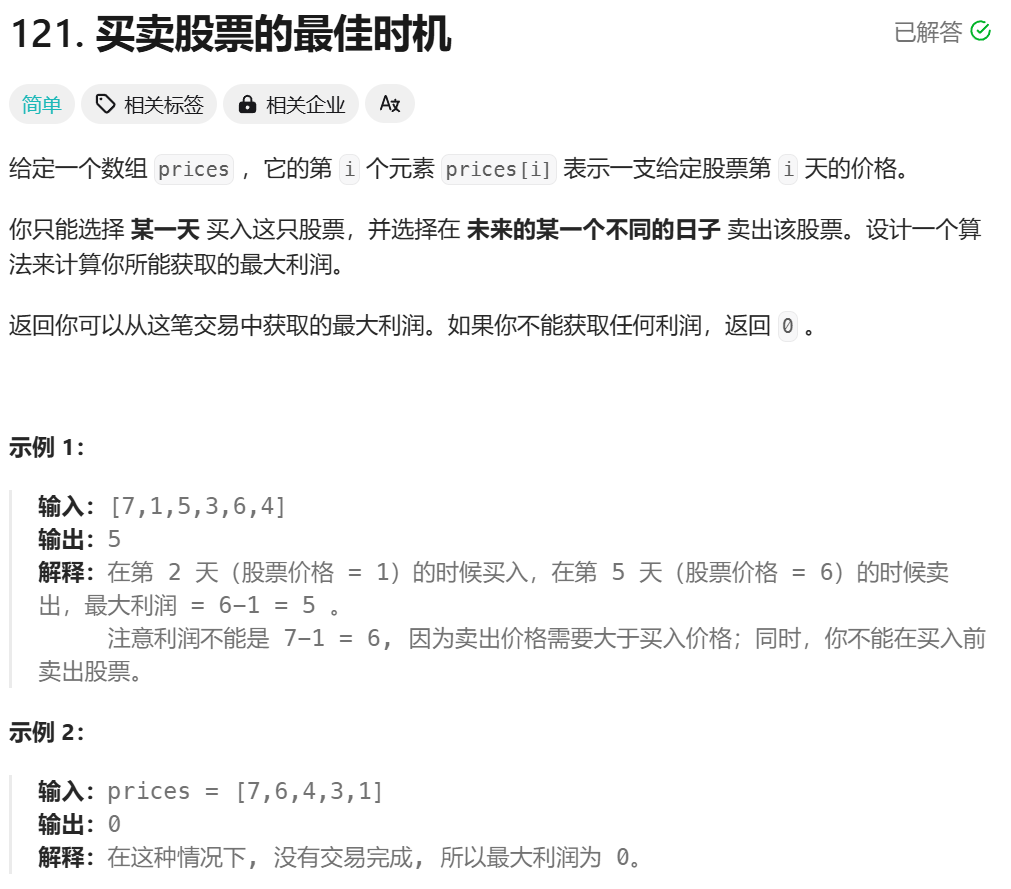 121. 买卖股票的最佳时机
已解答
简单 相关标签 相关企业 Aあ
给定一个数组 prices ，它的第 i 个元素 prices[i] 表示一支给定股票第 i 天的价格。
你只能选择 某一天 买入这只股票，并选择在 未来的某一个不同的日子 卖出该股票。设计一个算
法来计算你所能获取的最大利润。
返回你可以从这笔交易中获取的最大利润。如果你不能获取任何利润，返回 0 。
示例 1：
输入：[7,1,5,3,6,4]
输出：5
解释：在第 2 天（股票价格 = 1）的时候买入，在第 5 天（股票价格 = 6）的时候卖
出，最大利润 = 6-1 = 5 。
注意利润不能是 7-1 = 6, 因为卖出价格需要大于买入价格；同时，你不能在买入前
卖出股票。
示例 2：
输入：prices = [7,6,4,3,1]
输出：0
解释：在这种情况下, 没有交易完成, 所以最大利润为 0。